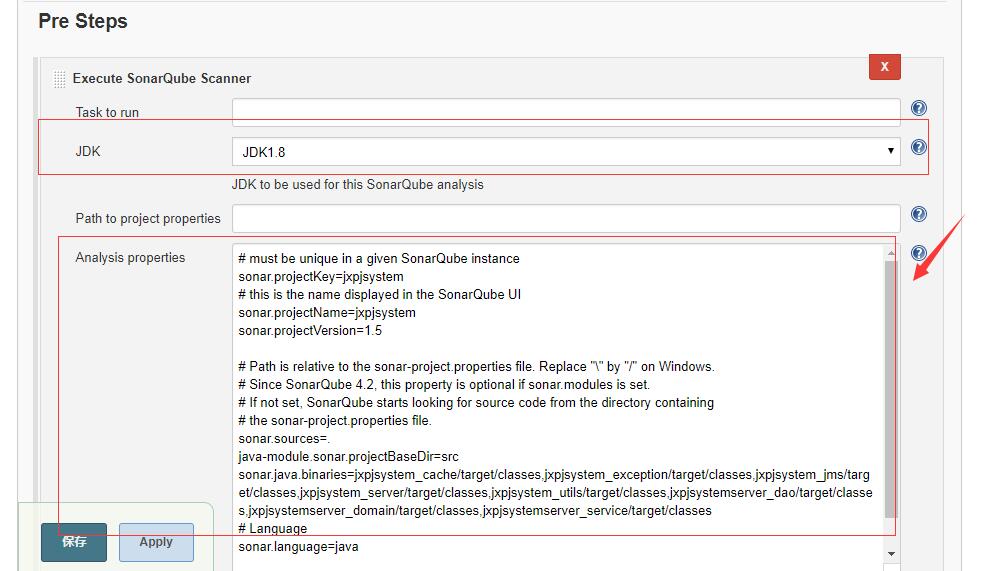 Pre Steps
Execute SonarQube Scanner
X
Task to run
JDK
JDK1.8
JDK to be used for this SonarQube analysis
Path to project properties
Analysis properties
# must be unique in a given SonarQube instance
sonar.projectKey=jxpjsystem
# this is the name displayed in the SonarQube UI
sonar.projectName=jxpjsystem
sonar.projectVersion=1.5
# Path is relative to the sonar-project.properties file. Replace "\" by "/" on Windows.
# Since SonarQube 4.2, this property is optional if sonar.modules is set.
# If not set, SonarQube starts looking for source code from the directory containing
# the sonar-project.properties file.
sonar.sources=.
java-module.sonar.projectBaseDir=src
sonar.java.binaries=jxpjsystem_cache/target/classes,jxpjsystem_exception/target/classes,jxpjsystem_jms/targ
et/classes,jxpjsystem_server/target/classes,jxpjsystem_utils/target/classes,jxpjsystemserver_dao/target/classe
s,jxpjsystemserver_domain/target/classes,jxpjsystemserver_service/target/classes
# Language
sonar.language=java
保存
Apply